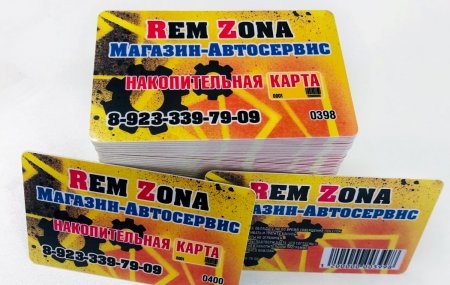 REM ZONA
МАГАЗИН-АВТОСЕРВИС
НАКОПИТЕЛЬНАЯ КАРТА
0001
8-923-339-79-09
0398
REM ZONA
МАГАЗИН-АВТОСЕРВИС
НАКОПИТЕЛЬНАЯ КАРТА
8-923-339-79-09
0400
REM ZONA
МАГАЗИН-АВТОСЕРВИС